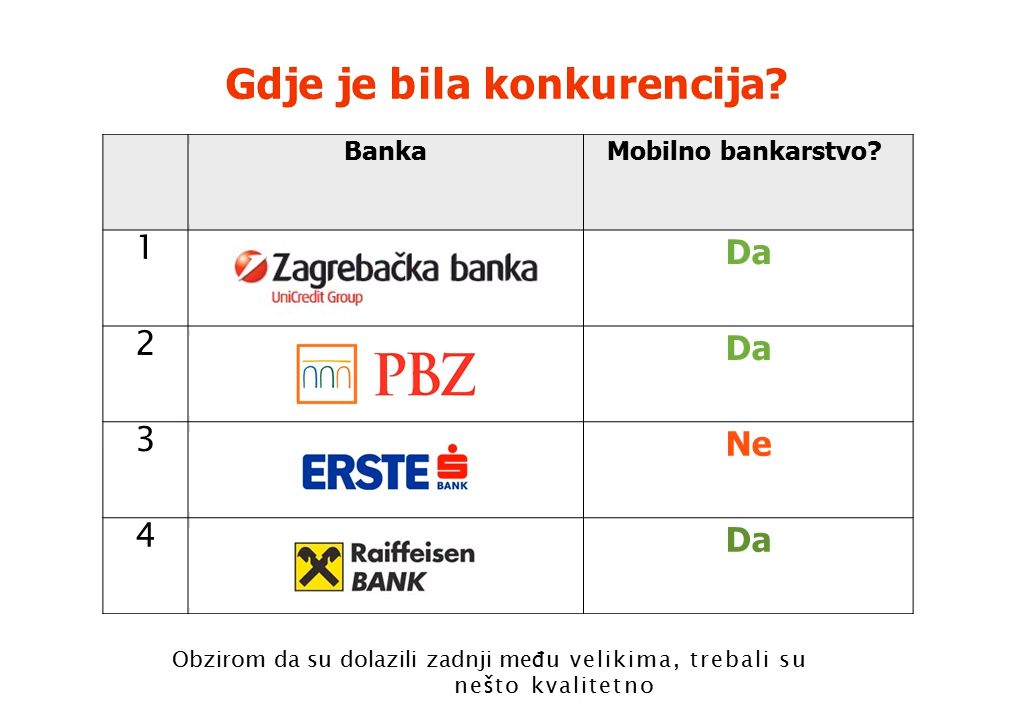 Gdje je bila konkurencija?
Banka Mobilno bankarstvo?
1 Zagrebačka banka Da
UniCredit Group
2 PBZ Da
3 ERSTE BANK Ne
4 Raiffeisen Da
BANK
Obzirom da su dolazili zadnji među velikima, trebali su
nešto kvalitetno